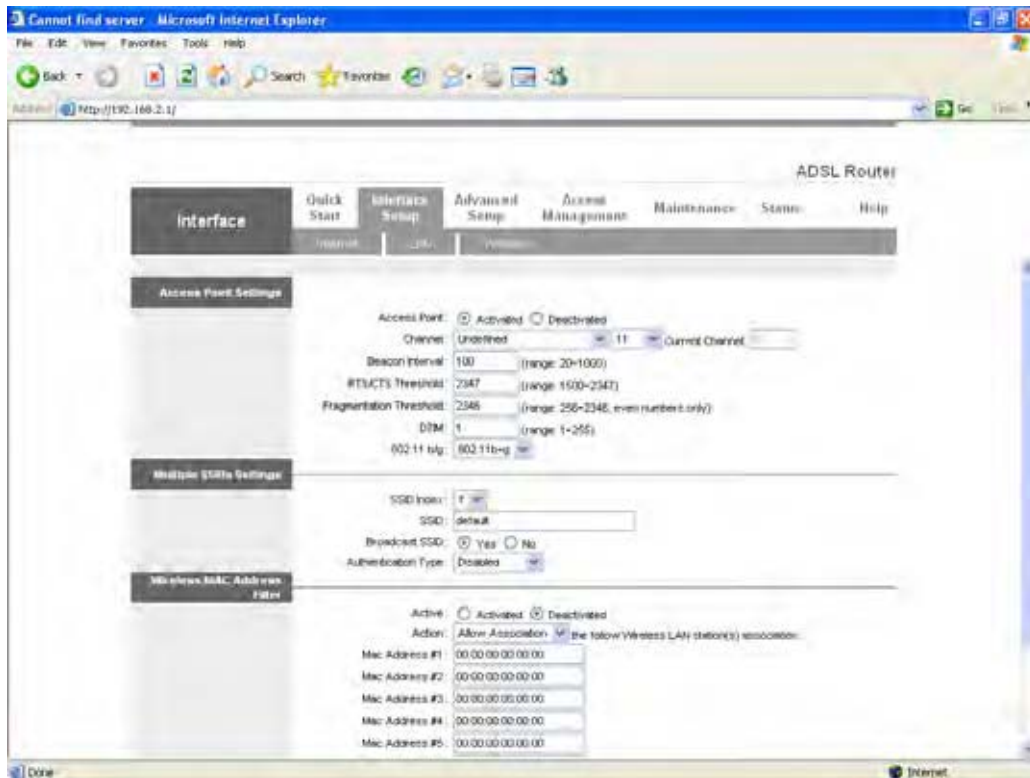 Cannot find server - Microsoft Internet Explorer
File Edit View Favorites Tools Help
Back Search Favorites
Address http://192.168.2.1/ Go Links
ADSL Router
Interface
Quick Start Interface Setup Advanced Setup Access Management Maintenance Status Help
Internet LAN Wireless
Access Point Settings
Access Point : Activated Deactivated
Channel : Undefined 11 Current Channel:
Beacon Interval : 100 (range: 20~1000)
RTS/CTS Threshold : 2347 (range: 1500~2347)
Fragmentation Threshold : 2346 (range: 256~2346, even numbers only)
DTIM : 1 (range: 1~255)
802.11 b/g : 802.11b+g
Multiple SSIDs Settings
SSID Index : 1
SSID : default
Broadcast SSID : Yes No
Authentication Type : Disabled
Wireless MAC Address Filter
Active : Activated Deactivated
Action : Allow Association the follow Wireless LAN station(s) association.
Mac Address #1 : 00:00:00:00:00:00
Mac Address #2 : 00:00:00:00:00:00
Mac Address #3 : 00:00:00:00:00:00
Mac Address #4 : 00:00:00:00:00:00
Mac Address #5 : 00:00:00:00:00:00
Done Internet